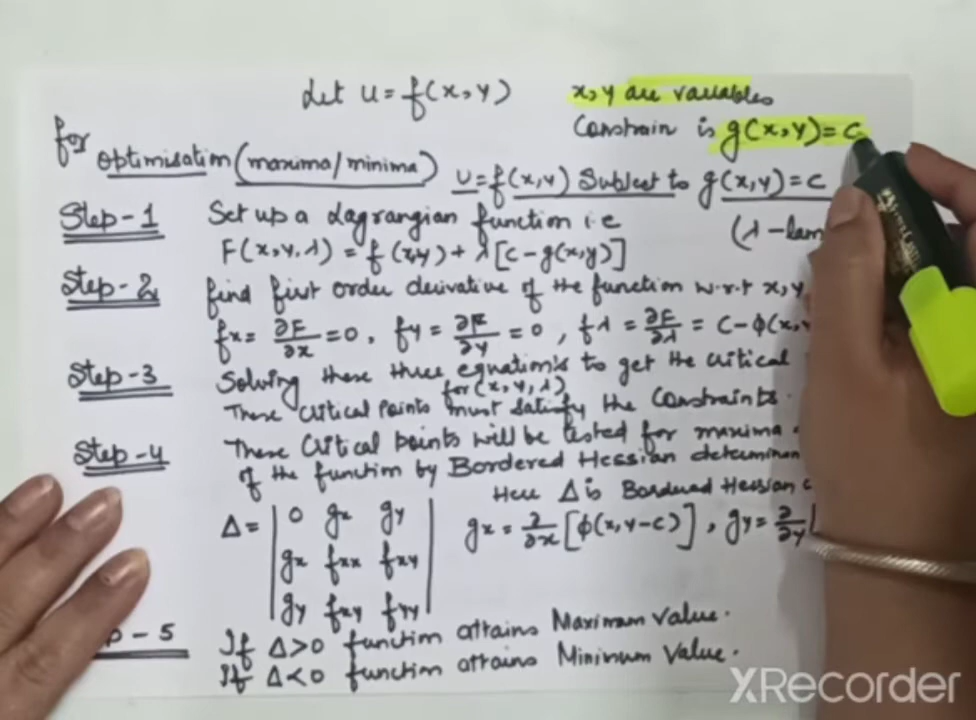 Let U = f(x,y) x,y are variables
Constrain is g(x,y) = c
for optimisation (maxima/minima) U = f(x,y) Subject to g(x,y) = c
Step-1 Set up a Lagrangian function i.e (λ - lam
F(x,y,λ) = f(x,y) + λ[c - g(x,y)]
Step-2 find first order derivative of the function w.r.t x,y
fx = ∂F/∂x = 0, fy = ∂F/∂y = 0, fλ = ∂F/∂λ = c - φ(x,
Step-3 Solving these three equation's to get the critical
for (x,y,λ)
These critical points must satisfy the constraints.
Step-4 These critical points will be tested for maxima
of the function by Bordered Hessian determinan
Here Δ is Bordered Hessian
Δ = | 0 gx gy | gx = ∂/∂x [φ(x,y-c)], gy = ∂/∂y
| gx fxx fxy |
| gy fxy fyy |
p-5 If Δ>0 function attains Maximum Value.
If Δ<0 function attains Minimum Value.
XRecorder